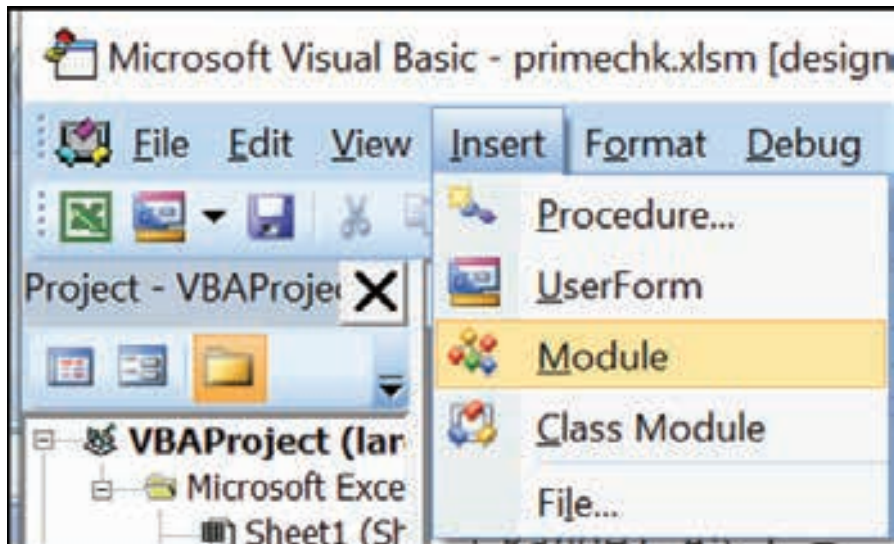 Microsoft Visual Basic - primechk.xlsm [design
File Edit View Insert Format Debug
Procedure...
Project - VBAProje
UserForm
Module
VBAProject (lar
Class Module
Microsoft Exce
File...
Sheet1 (Sh